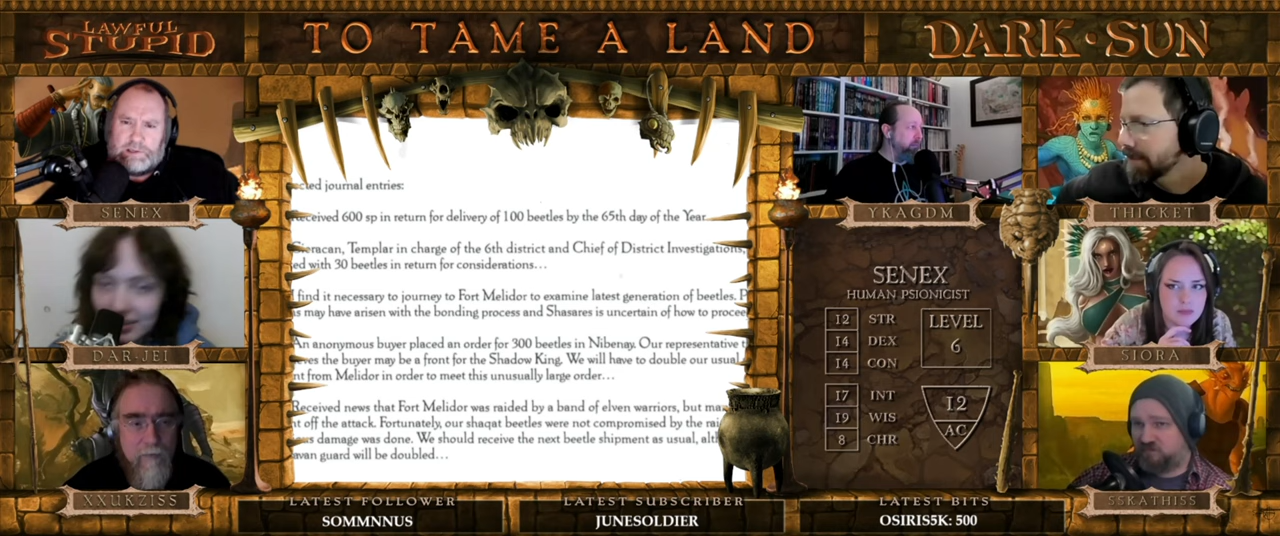 LAWFUL
STUPID
TO TAME A LAND
DARK·SUN
SENEX
DAR-JEI
XXUKZISS
cted journal entries:
eceived 600 sp in return for delivery of 100 beetles by the 65th day of the Year
eracan, Templar in charge of the 6th district and Chief of District Investigations,
ed with 30 beetles in return for considerations…
find it necessary to journey to Fort Melidor to examine latest generation of beetles. P
s may have arisen with the bonding process and Shasares is uncertain of how to procee
An anonymous buyer placed an order for 300 beetles in Nibenay. Our representative t
ves the buyer may be a front for the Shadow King. We will have to double our usual
nt from Melidor in order to meet this unusually large order…
Received news that Fort Melidor was raided by a band of elven warriors, but ma
t off the attack. Fortunately, our shaqat beetles were not compromised by the rai
us damage was done. We should receive the next beetle shipment as usual, alt
avan guard will be doubled…
YKAGDM
THICKET
SENEX
HUMAN PSIONICIST
12 STR
14 DEX
14 CON
17 INT
19 WIS
8 CHR
LEVEL
6
12
AC
SIORA
SSKATHISS
LATEST FOLLOWER
SOMMNNUS
LATEST SUBSCRIBER
JUNESOLDIER
LATEST BITS
OSIRIS5K: 500